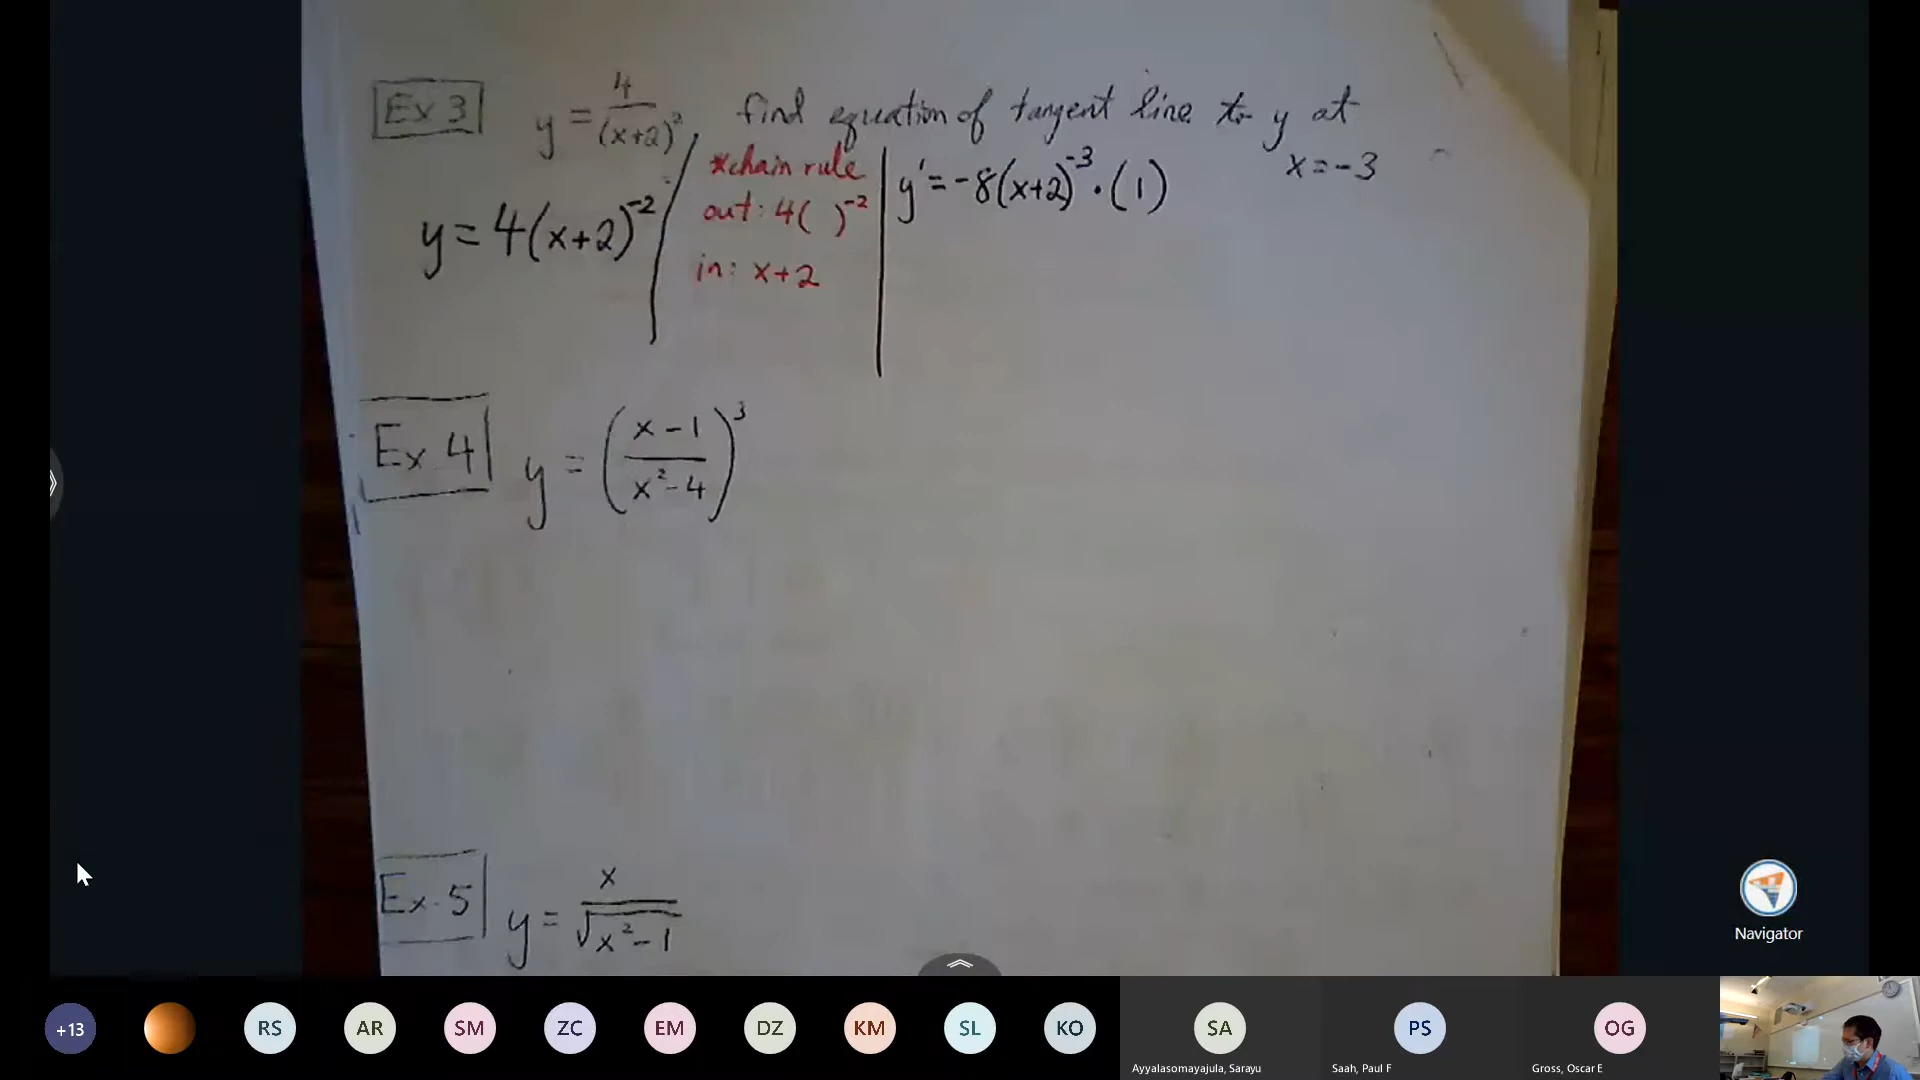 Ex 3 y = 4/(x+2)² find equation of tangent line to y at
x = -3
y = 4(x+2)⁻²
*chain rule
out: 4( )⁻²
in: x+2
y' = -8(x+2)⁻³ · (1)
Ex 4 y = ((x-1)/(x²-4))³
Ex. 5 y = x/√(x²-1)
Navigator
+13 RS AR SM ZC EM DZ KM SL KO SA PS OG
Ayyalasomayajula, Sarayu Saah, Paul F Gross, Oscar E